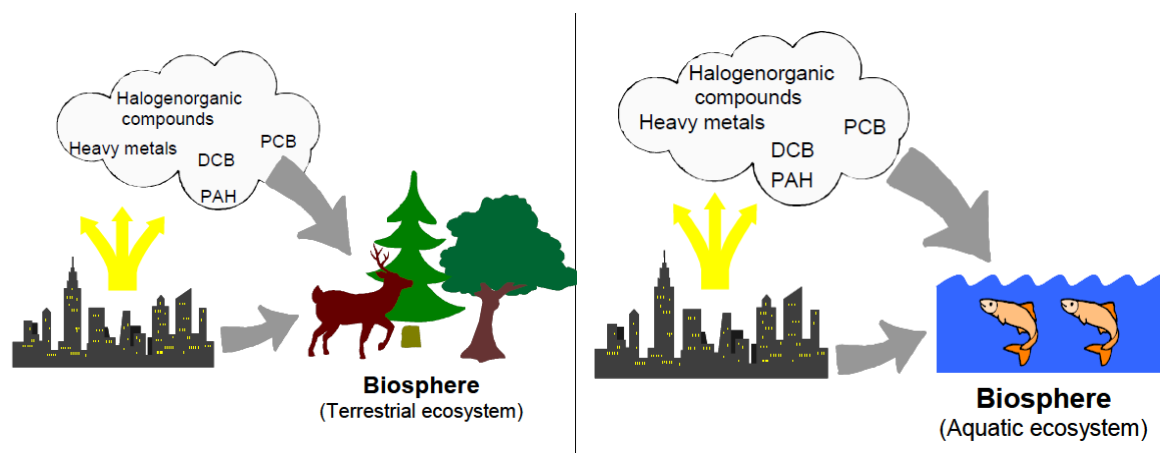 Halogenorganic
compounds
Heavy metals
PCB
DCB
PAH
Biosphere
(Terrestrial ecosystem)
Halogenorganic
compounds
Heavy metals
PCB
DCB
PAH
Biosphere
(Aquatic ecosystem)